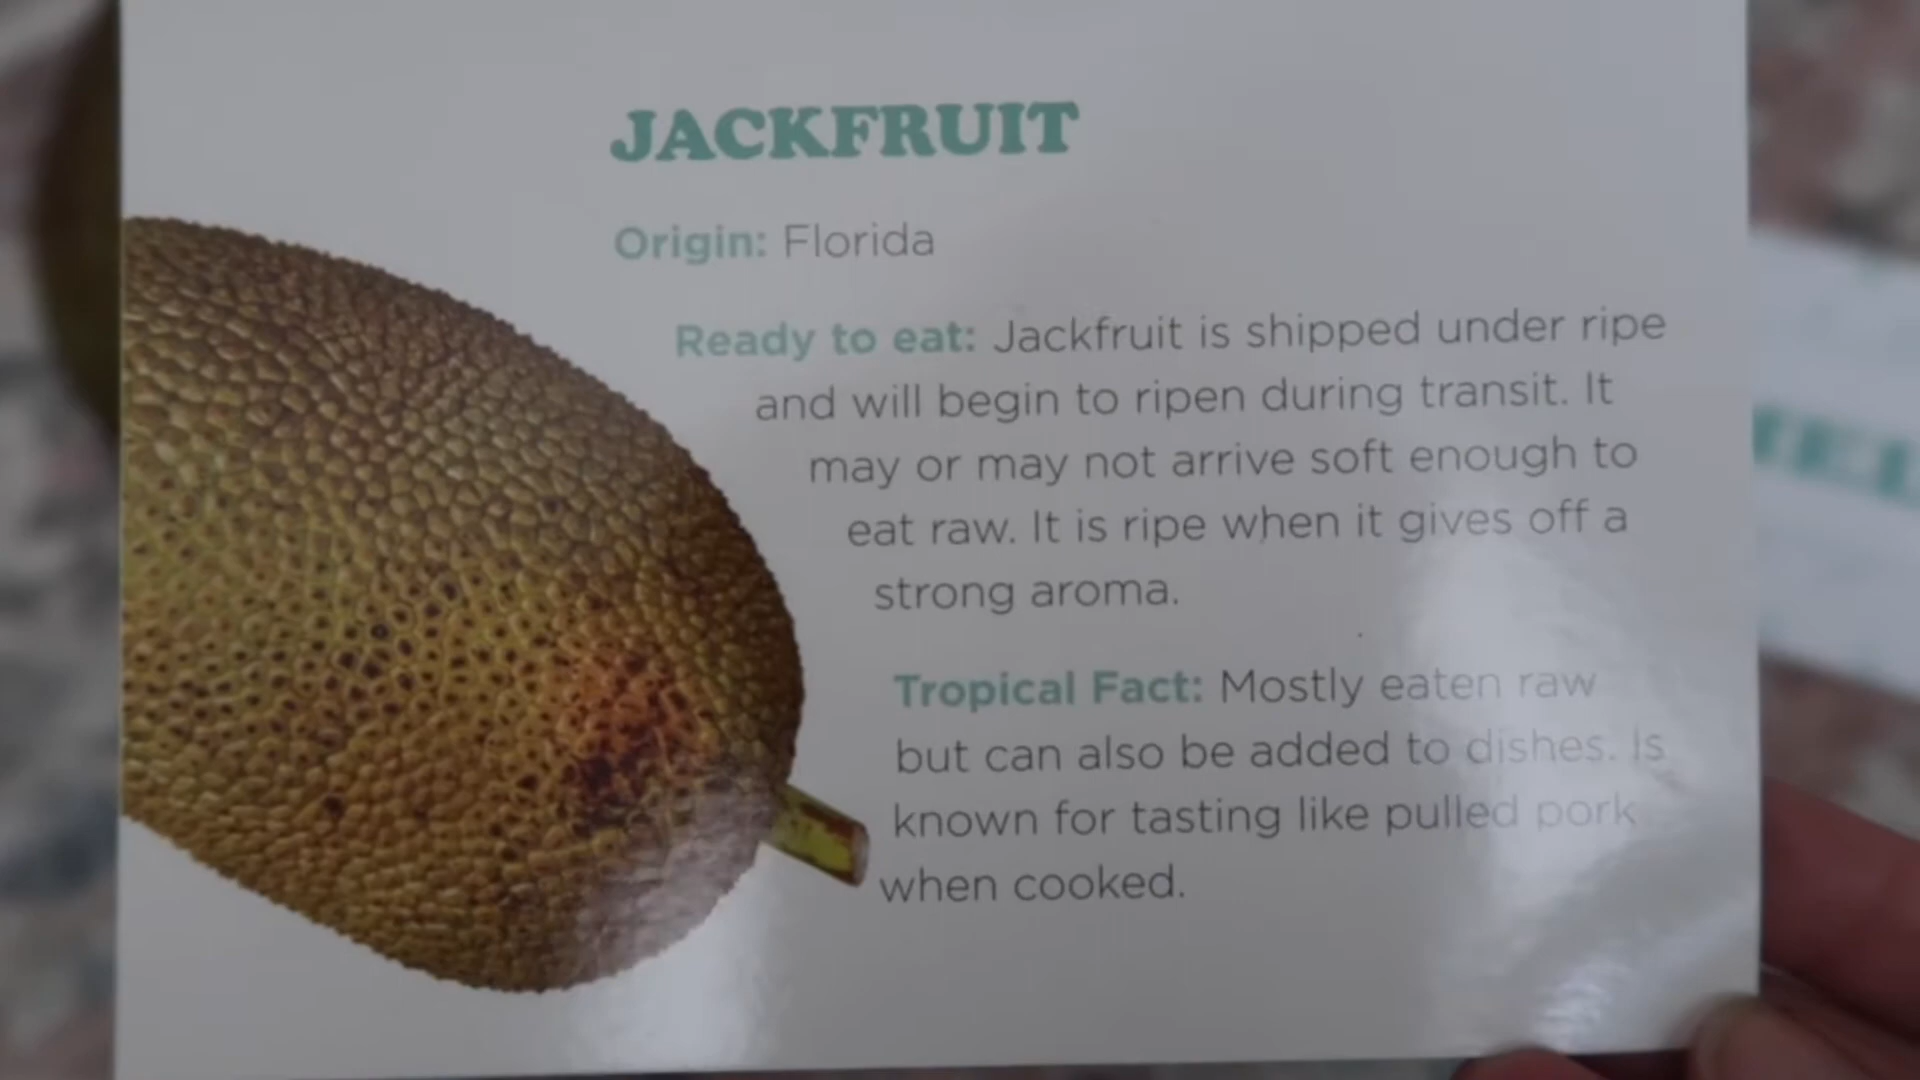 JACKFRUIT
Origin: Florida
Ready to eat: Jackfruit is shipped under ripe
and will begin to ripen during transit. It
may or may not arrive soft enough to
eat raw. It is ripe when it gives off a
strong aroma.
Tropical Fact: Mostly eaten raw
but can also be added to dishes. Is
known for tasting like pulled pork
when cooked.